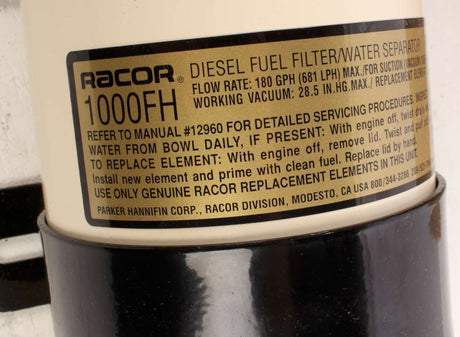 RACOR®
1000FH
DIESEL FUEL FILTER/WATER SEPARATOR
FLOW RATE: 180 GPH (681 LPH) MAX./FOR SUCTION (VACUUM
WORKING VACUUM: 28.5 IN.HG.MAX./ REPLACEMENT ELEM
REFER TO MANUAL #12960 FOR DETAILED SERVICING PROCEDURES.
WATER FROM BOWL DAILY, IF PRESENT: With engine off, twist
TO REPLACE ELEMENT: With engine off, remove lid. Twist and pull
Install new element and prime with clean fuel. Replace lid by hand.
USE ONLY GENUINE RACOR REPLACEMENT ELEMENTS IN THIS UNIT.
PARKER HANNIFIN CORP., RACOR DIVISION, MODESTO, CA USA 800/344-3286